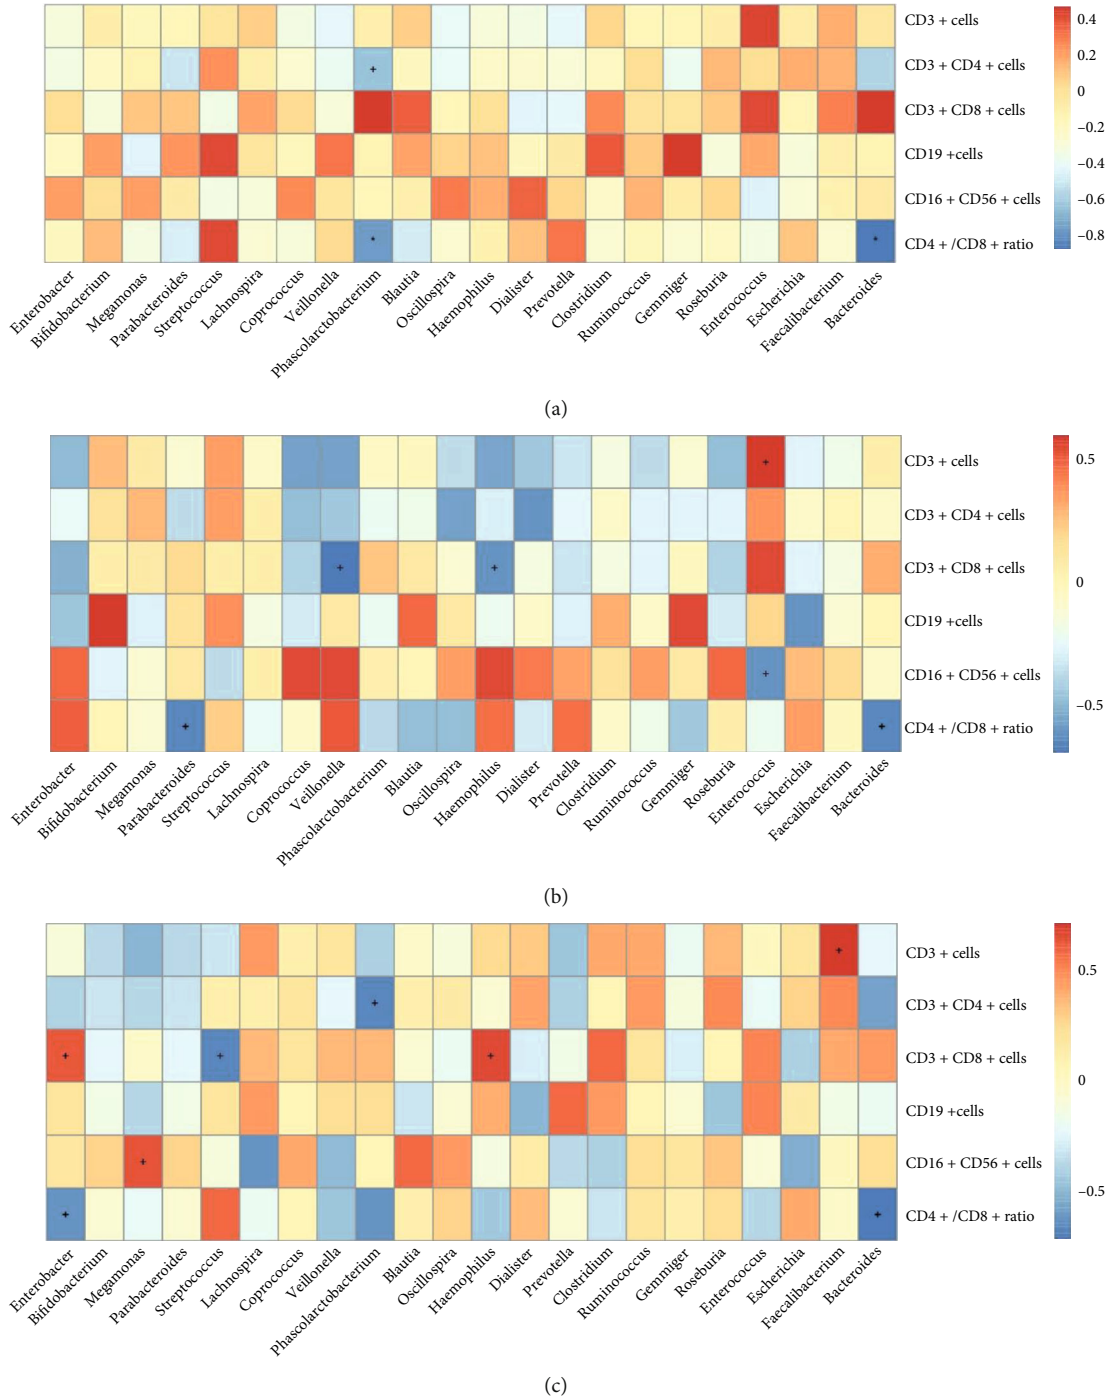 CD3 + cells
CD3 + CD4 + cells
CD3 + CD8 + cells
CD19 +cells
CD16 + CD56 + cells
CD4 + /CD8 + ratio
0.4
0.2
0
−0.2
−0.4
−0.6
−0.8
+
*
*
Enterobacter
Bifidobacterium
Megamonas
Parabacteroides
Streptococcus
Lachnospira
Coprococcus
Veillonella
Phascolarctobacterium
Blautia
Oscillospira
Haemophilus
Dialister
Prevotella
Clostridium
Ruminococcus
Gemmiger
Roseburia
Enterococcus
Escherichia
Faecalibacterium
Bacteroides
(a)
CD3 + cells
CD3 + CD4 + cells
CD3 + CD8 + cells
CD19 +cells
CD16 + CD56 + cells
CD4 + /CD8 + ratio
0.5
0
−0.5
+
+
+
+
+
+
Enterobacter
Bifidobacterium
Megamonas
Parabacteroides
Streptococcus
Lachnospira
Coprococcus
Veillonella
Phascolarctobacterium
Blautia
Oscillospira
Haemophilus
Dialister
Prevotella
Clostridium
Ruminococcus
Gemmiger
Roseburia
Enterococcus
Escherichia
Faecalibacterium
Bacteroides
(b)
CD3 + cells
CD3 + CD4 + cells
CD3 + CD8 + cells
CD19 +cells
CD16 + CD56 + cells
CD4 + /CD8 + ratio
0.5
0
−0.5
+
+
+
+
+
+
+
+
Enterobacter
Bifidobacterium
Megamonas
Parabacteroides
Streptococcus
Lachnospira
Coprococcus
Veillonella
Phascolarctobacterium
Blautia
Oscillospira
Haemophilus
Dialister
Prevotella
Clostridium
Ruminococcus
Gemmiger
Roseburia
Enterococcus
Escherichia
Faecalibacterium
Bacteroides
(c)